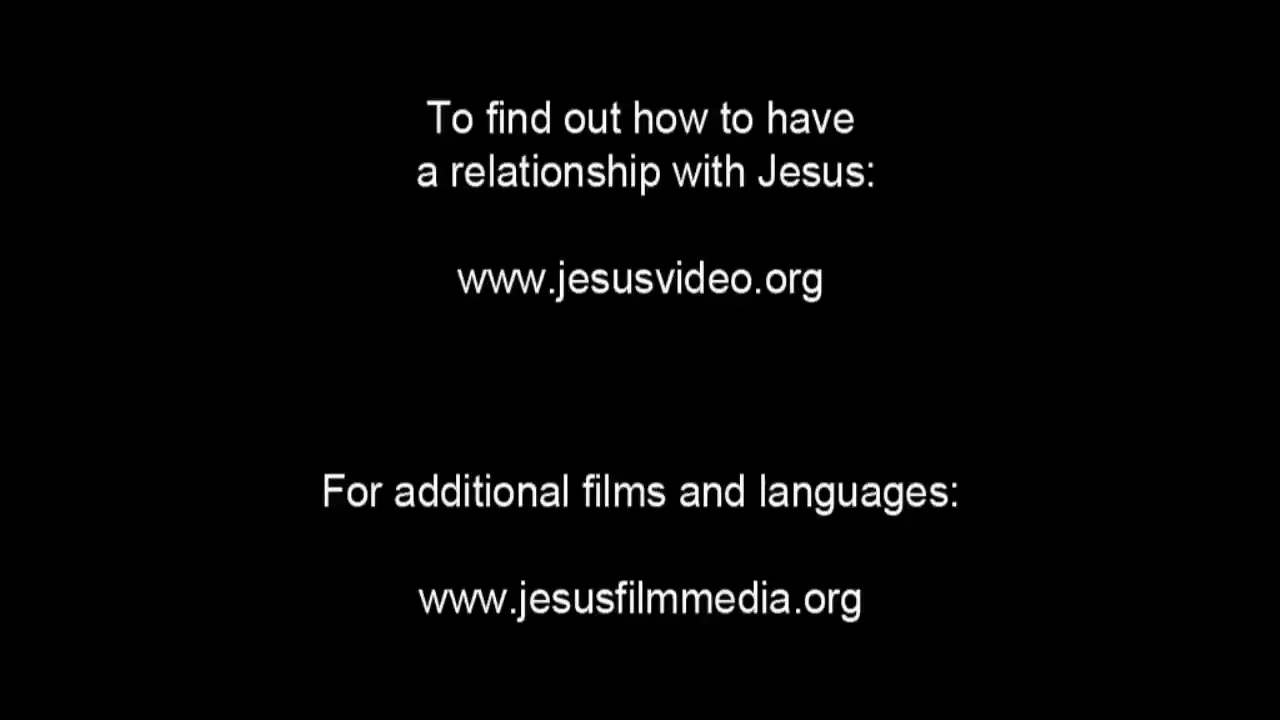 To find out how to have
a relationship with Jesus:
www.jesusvideo.org
For additional films and languages:
www.jesusfilmmedia.org